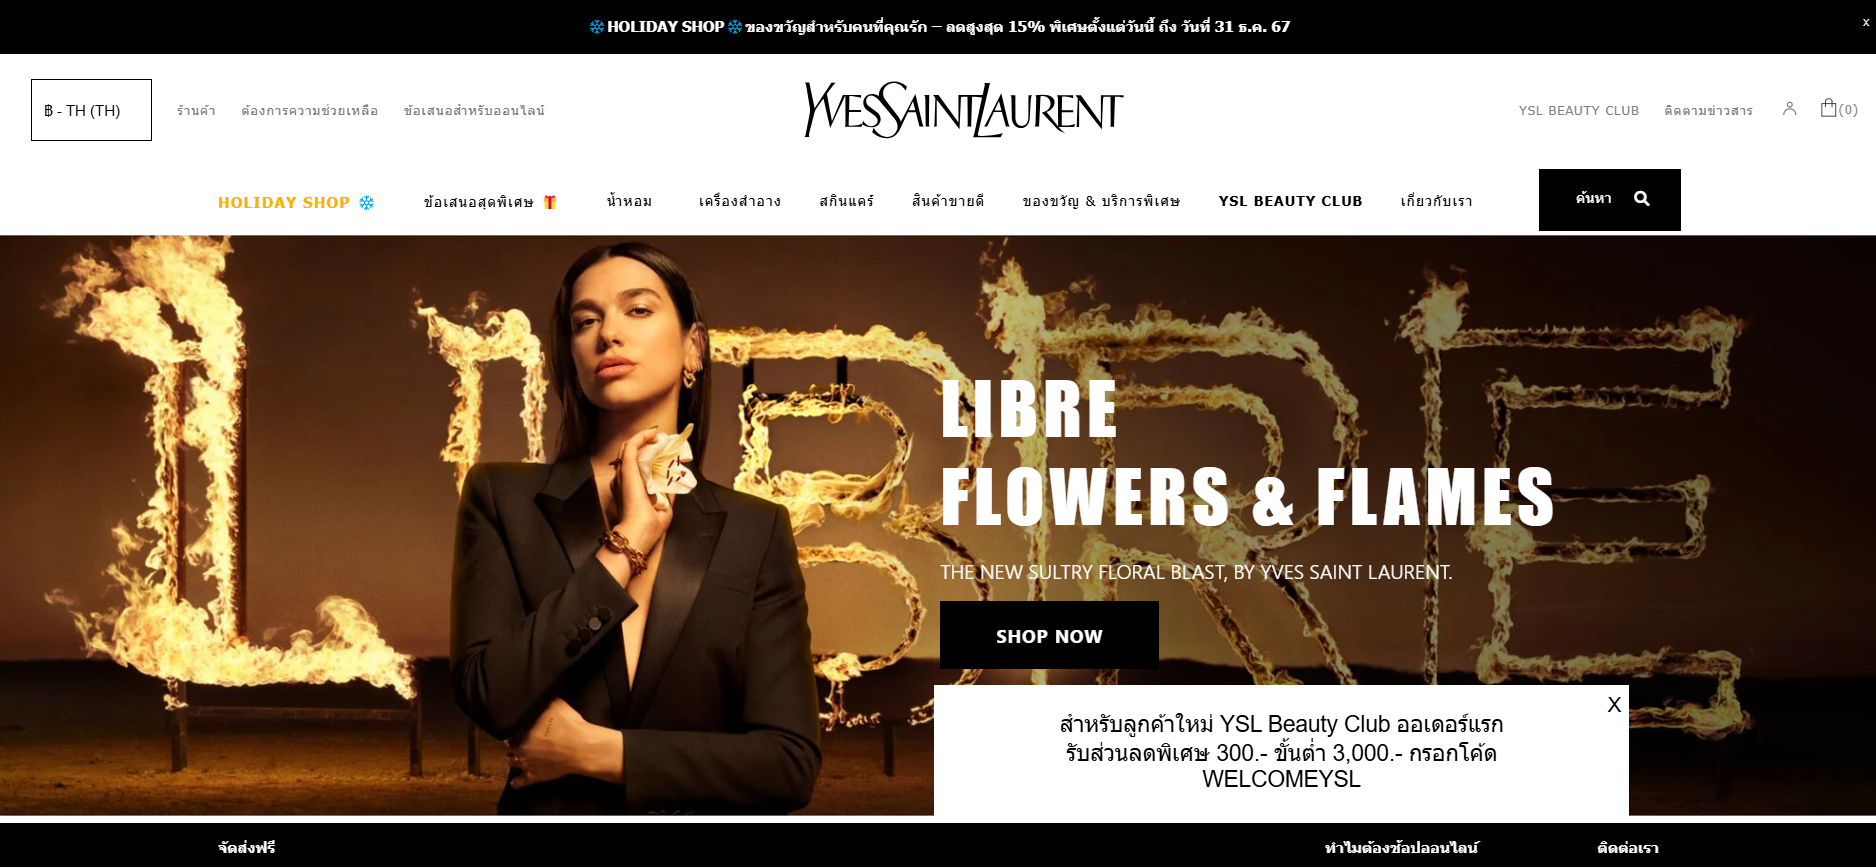 HOLIDAY SHOP ของขวัญสำหรับคนที่คุณรัก – ลดสูงสุด 15% พิเศษตั้งแต่วันนี้ ถึง วันที่ 31 ธ.ค. 67
x
฿ - TH (TH)
ร้านค้า
ต้องการความช่วยเหลือ
ข้อเสนอสำหรับออนไลน์
YVESSAINTLAURENT
YSL BEAUTY CLUB
ติดตามข่าวสาร
(0)
HOLIDAY SHOP
ข้อเสนอสุดพิเศษ
น้ำหอม
เครื่องสำอาง
สกินแคร์
สินค้าขายดี
ของขวัญ & บริการพิเศษ
YSL BEAUTY CLUB
เกี่ยวกับเรา
ค้นหา
LIBRE
LIBRE
FLOWERS & FLAMES
THE NEW SULTRY FLORAL BLAST, BY YVES SAINT LAURENT.
SHOP NOW
X
สำหรับลูกค้าใหม่ YSL Beauty Club ออเดอร์แรก
รับส่วนลดพิเศษ 300.- ขั้นต่ำ 3,000.- กรอกโค้ด
WELCOMEYSL
จัดส่งฟรี
ทำไมต้องช้อปออนไลน์
ติดต่อเรา